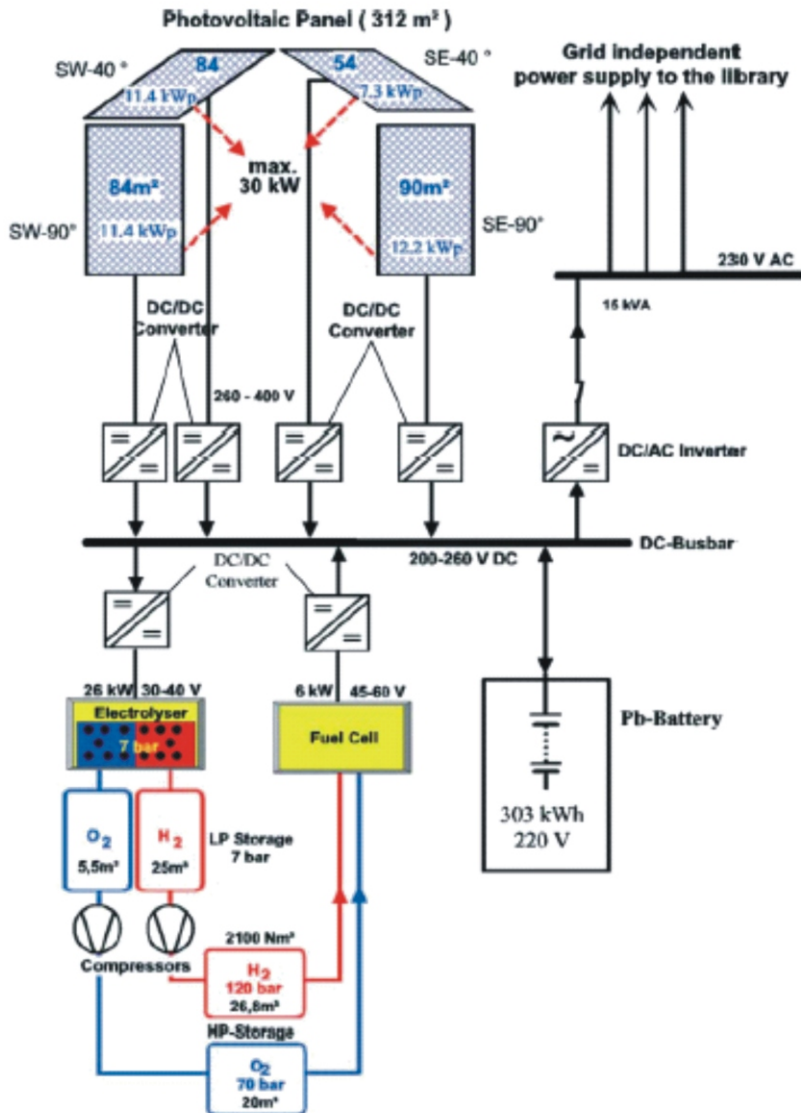 Photovoltaic Panel ( 312 m² )
SW-40 °
84
11.4 kWp
54
7.3 kWp
SE-40 °
Grid independent
power supply to the library
max.
30 kW
84m²
11.4 kWp
SW-90°
90m²
12.2 kWp
SE-90°
230 V AC
15 kVA
DC/DC
Converter
DC/DC
Converter
260 - 400 V
DC/AC Inverter
DC-Busbar
200-260 V DC
DC/DC
Converter
26 kW
30-40 V
6 kW
45-60 V
Electrolyser
7 bar
Fuel Cell
Pb-Battery
303 kWh
220 V
O₂
5,5m³
H₂
25m³
LP Storage
7 bar
Compressors
2100 Nm³
H₂
120 bar
26,8m³
HP-Storage
O₂
70 bar
20m³